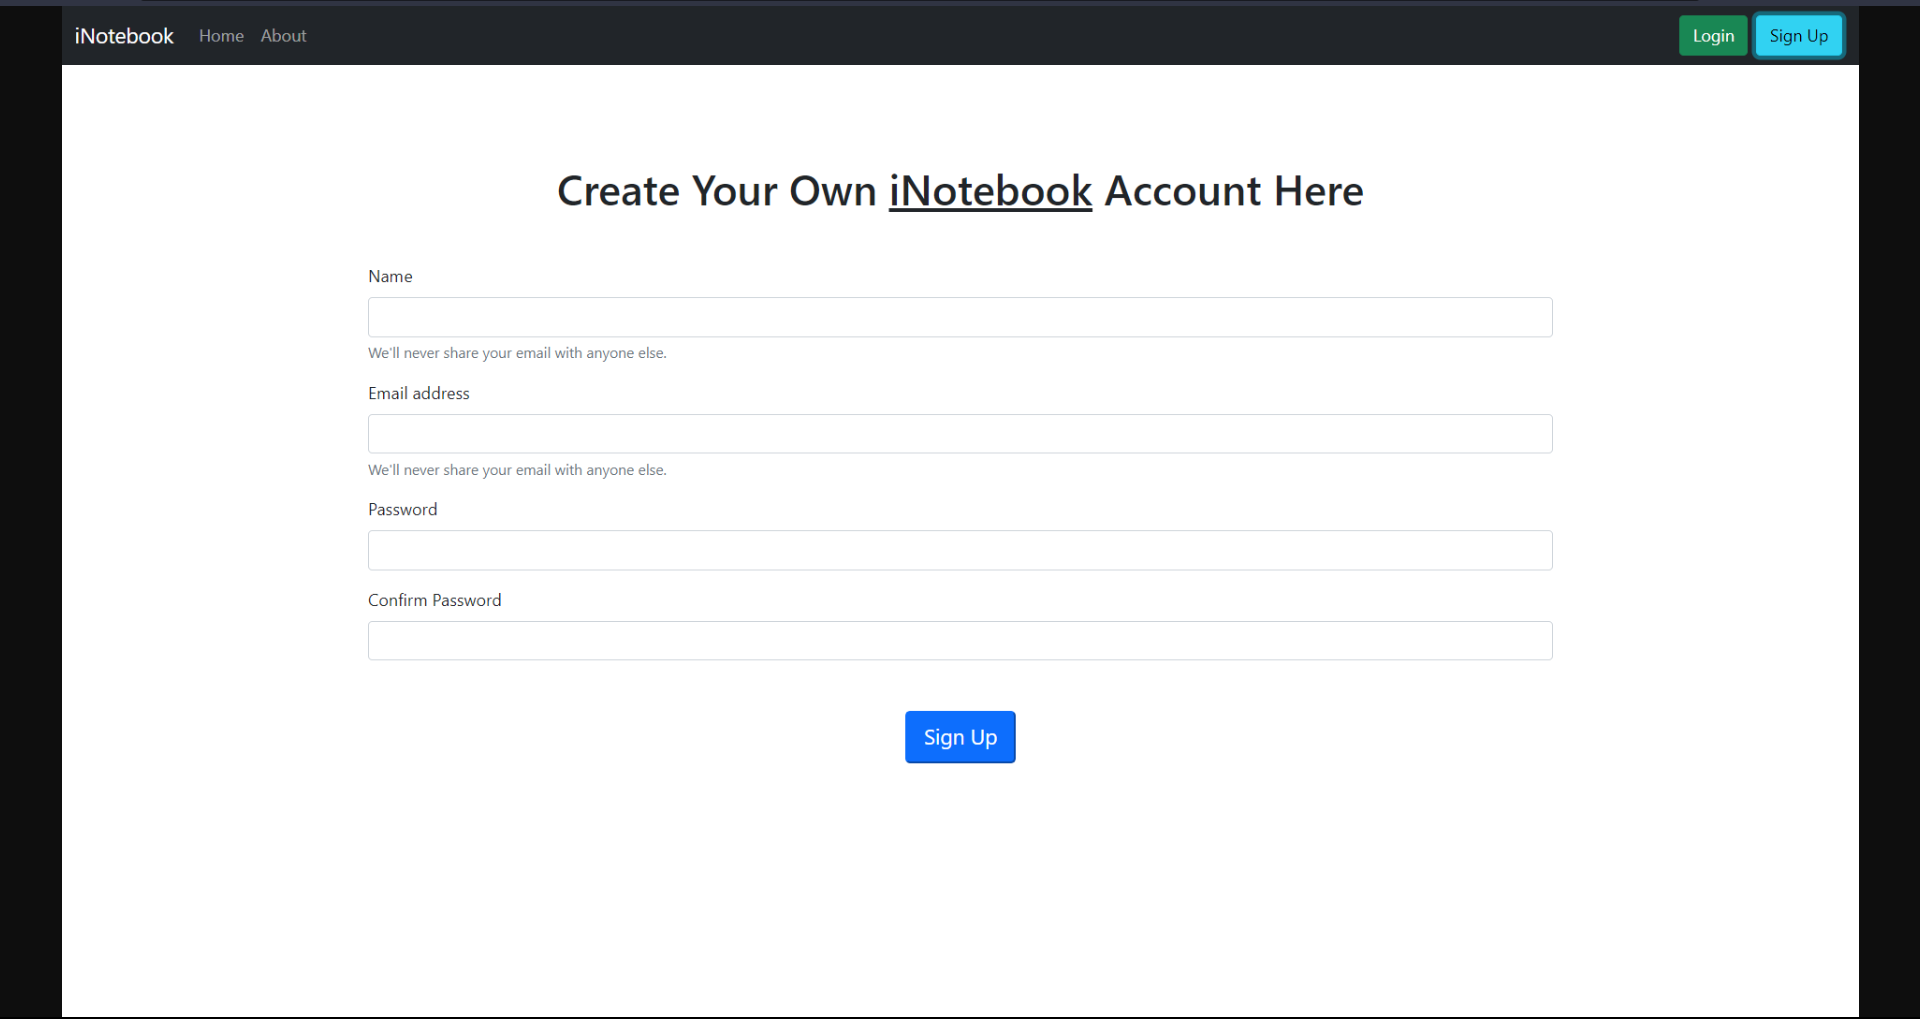 iNotebook Home About Login Sign Up
Create Your Own iNotebook Account Here
Name
We'll never share your email with anyone else.
Email address
We'll never share your email with anyone else.
Password
Confirm Password
Sign Up